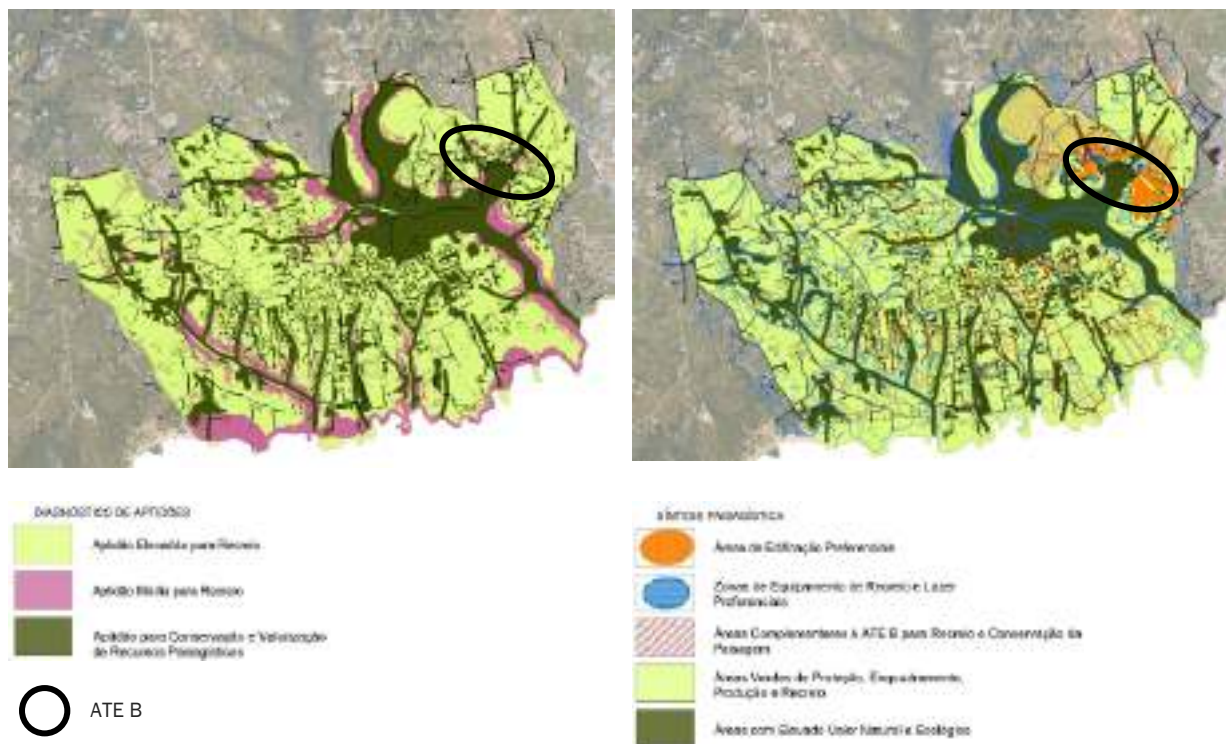 DIAGNÓSTICO DE APTIDÕES
Aptidão Elevada para Recreio
Aptidão Média para Recreio
Aptidão para Conservação e Valorização
de Recursos Paisagísticos
ATE B
SÍNTESE PAISAGÍSTICA
Áreas de Edificação Preferenciais
Zonas de Equipamento de Recreio e Lazer
Preferenciais
Áreas Complementares à ATE B para Recreio e Conservação da
Paisagem
Áreas Verdes de Proteção, Enquadramento,
Produção e Recreio
Áreas com Elevado Valor Natural e Ecológico